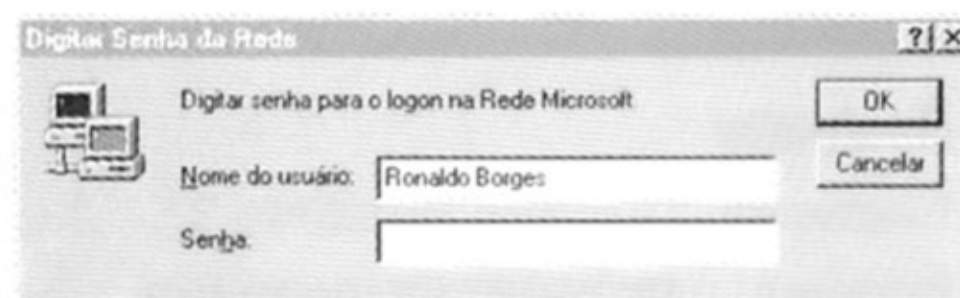 Digitar Senha da Rede ? X
Digitar senha para o logon na Rede Microsoft OK
Nome do usuário: Ronaldo Borges Cancelar
Senha: